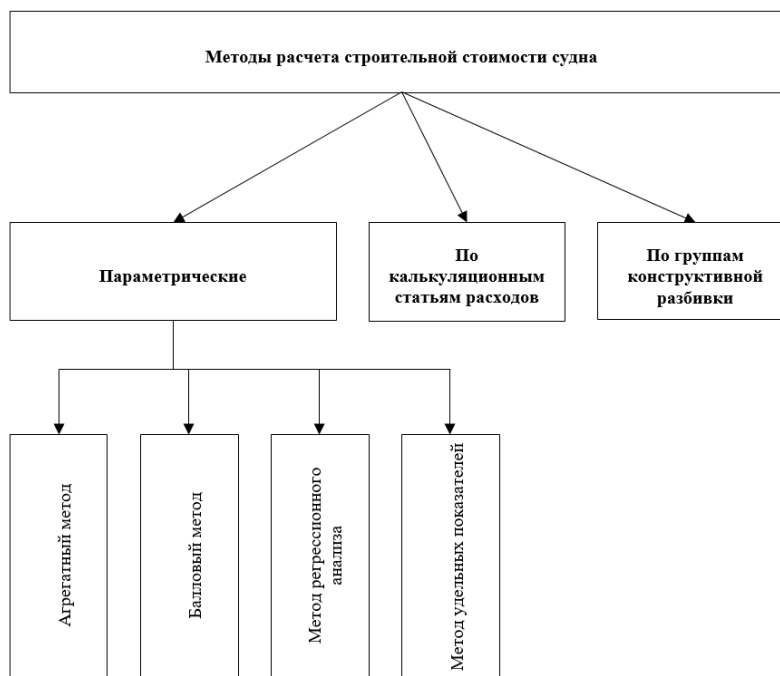 Методы расчета строительной стоимости судна
Параметрические
По
калькуляционным
статьям расходов
По группам
конструктивной
разбивки
Агрегатный метод
Балловый метод
Метод регрессионного
анализа
Метод удельных показателей